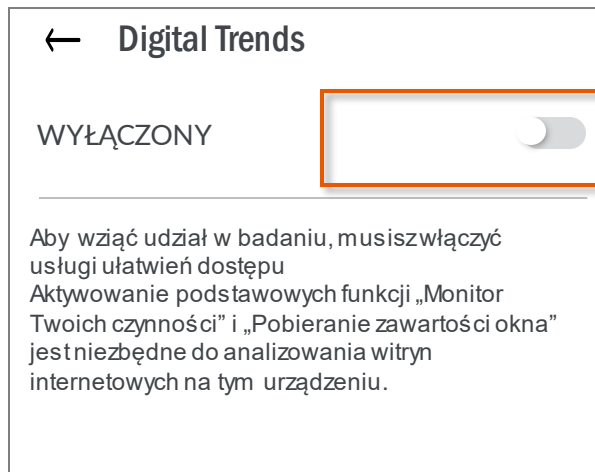 Digital Trends
WYŁĄCZONY
Aby wziąć udział w badaniu, musisz włączyć
usługi ułatwień dostępu
Aktywowanie podstawowych funkcji „Monitor
Twoich czynności” i „Pobieranie zawartości okna”
jest niezbędne do analizowania witryn
internetowych na tym urządzeniu.